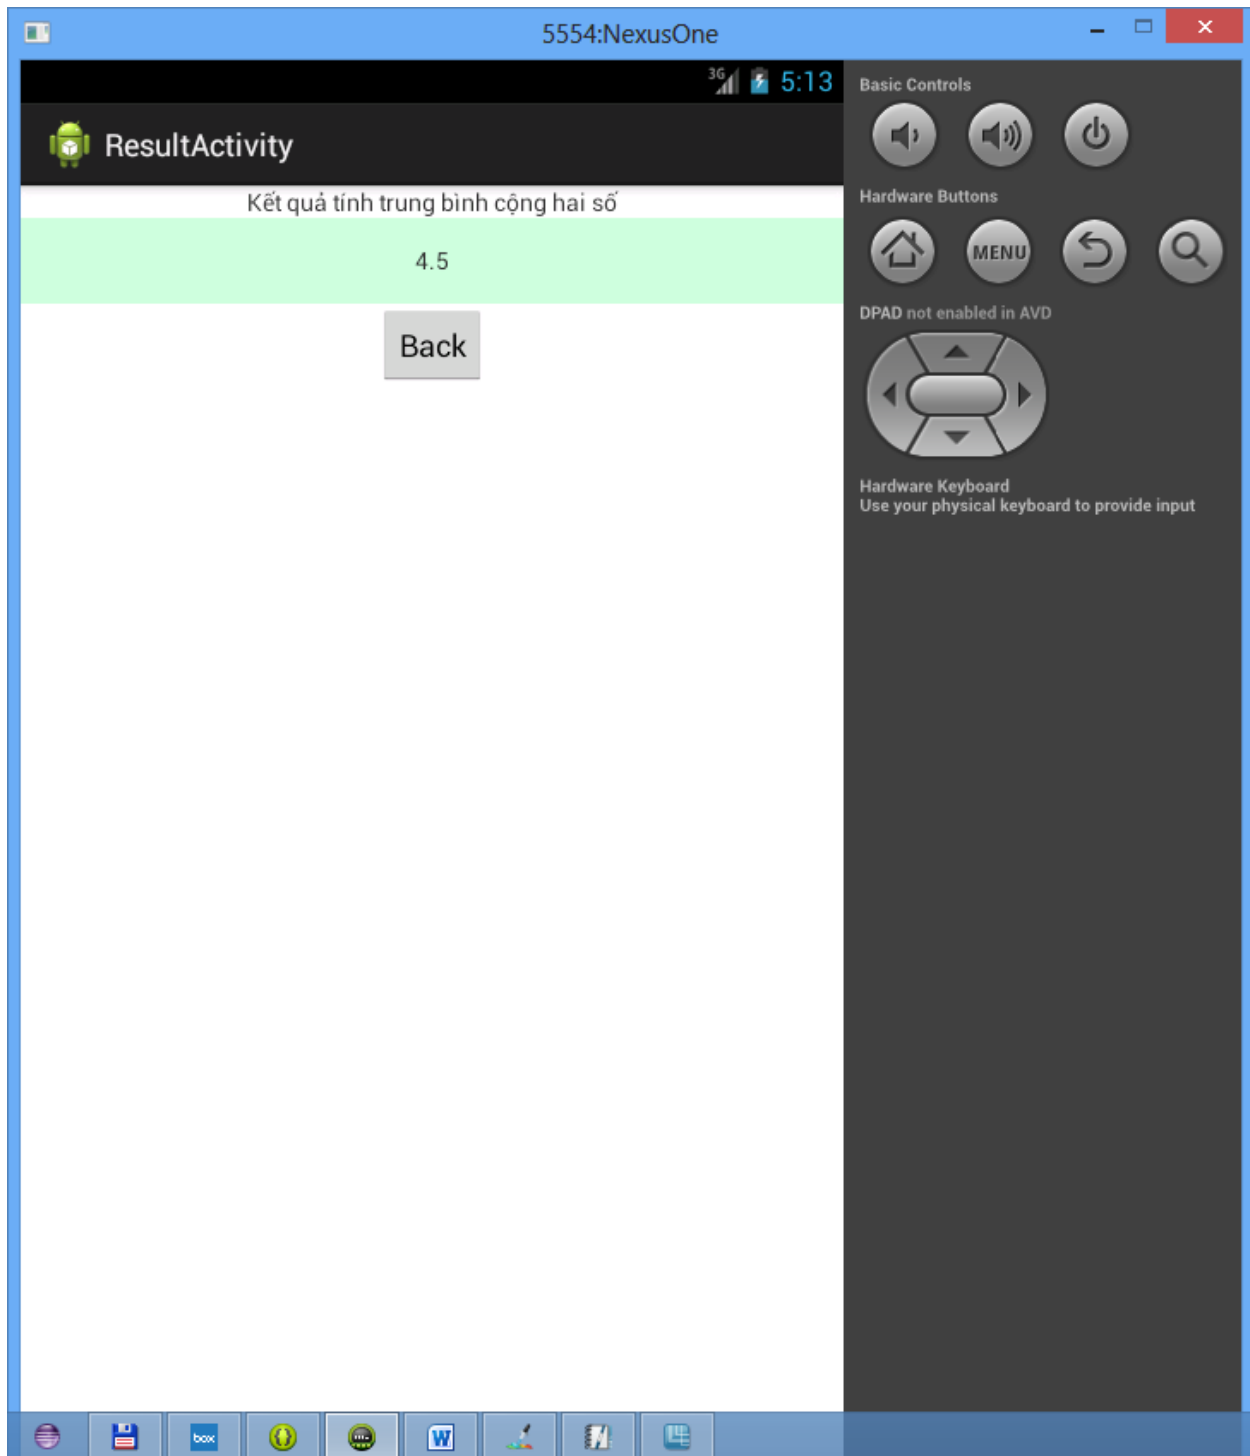 5554:NexusOne
3G 5:13
ResultActivity
Kết quả tính trung bình cộng hai số
4.5
Back
Basic Controls
Hardware Buttons
MENU
DPAD not enabled in AVD
Hardware Keyboard
Use your physical keyboard to provide input
box
W